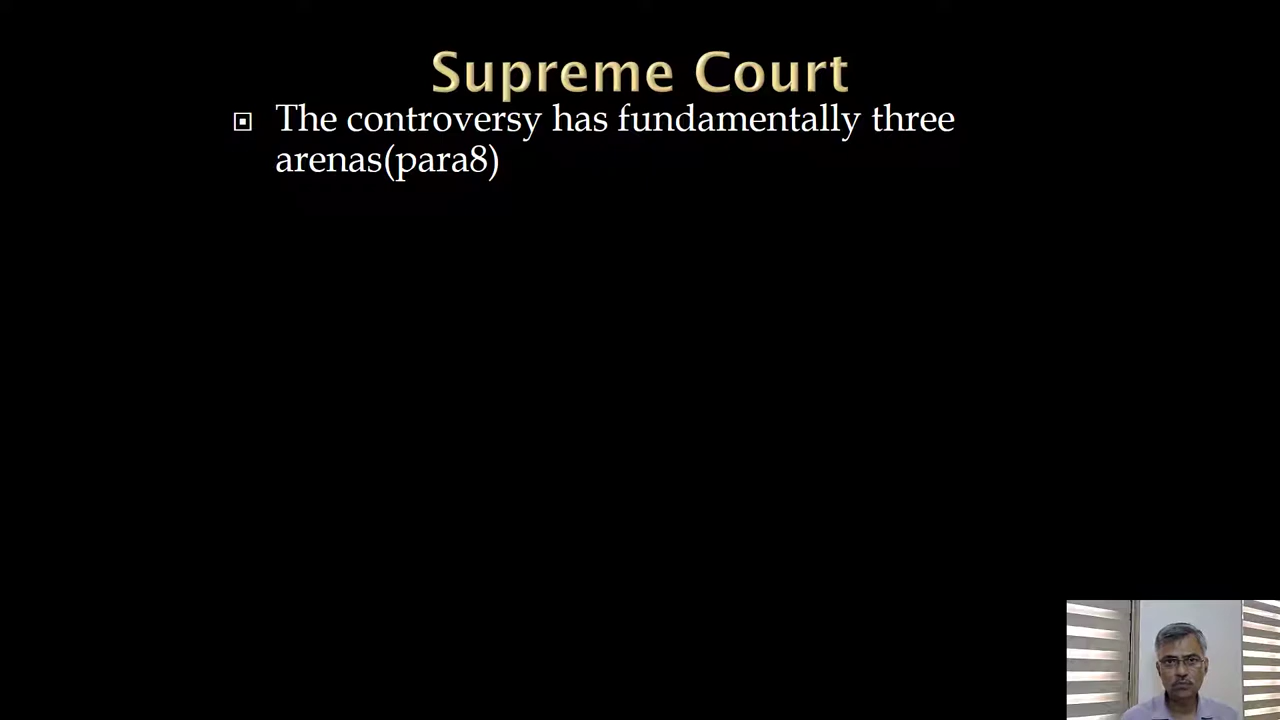 Supreme Court
The controversy has fundamentally three
arenas(para8)